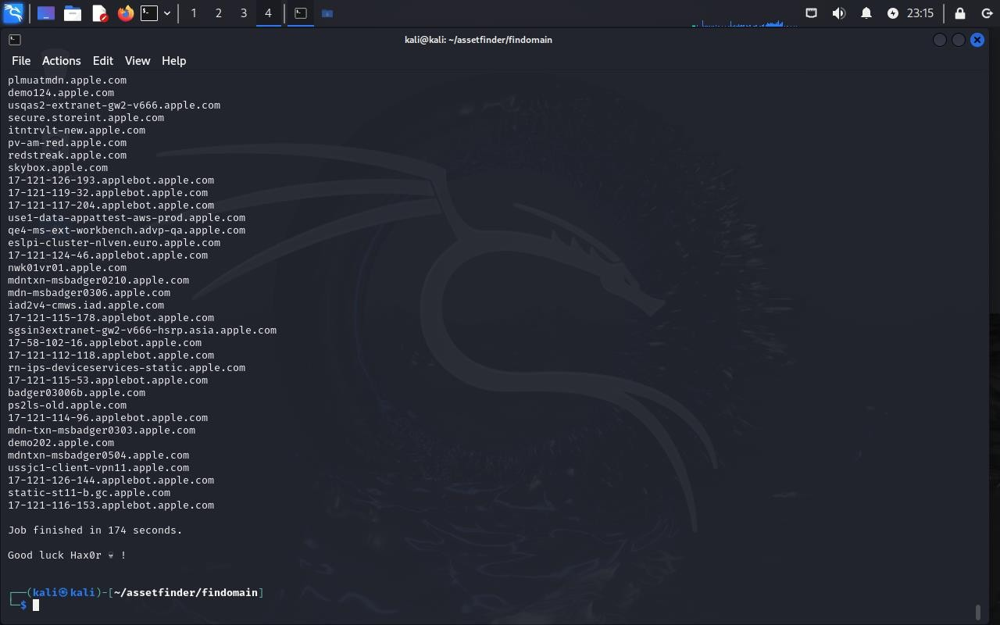 1 2 3 4 23:15
kali@kali: ~/assetfinder/findomain
File Actions Edit View Help
plmuatmdn.apple.com
demo124.apple.com
usqas2-extranet-gw2-v666.apple.com
secure.storeint.apple.com
itntrvlt-new.apple.com
pv-am-red.apple.com
redstreak.apple.com
skybox.apple.com
17-121-126-193.applebot.apple.com
17-121-119-32.applebot.apple.com
17-121-117-204.applebot.apple.com
use1-data-appattest-aws-prod.apple.com
qe4-ms-ext-workbench.advp-qa.apple.com
eslpi-cluster-nlven.euro.apple.com
17-121-124-46.applebot.apple.com
nwk01vr01.apple.com
mdntxn-msbadger0210.apple.com
mdn-msbadger0306.apple.com
iad2v4-cmws.iad.apple.com
17-121-115-178.applebot.apple.com
sgsin3extranet-gw2-v666-hsrp.asia.apple.com
17-58-102-16.applebot.apple.com
17-121-112-118.applebot.apple.com
rn-ips-deviceservices-static.apple.com
17-121-115-53.applebot.apple.com
badger03006b.apple.com
ps2ls-old.apple.com
17-121-114-96.applebot.apple.com
mdn-txn-msbadger0303.apple.com
demo202.apple.com
mdntxn-msbadger0504.apple.com
ussjc1-client-vpn11.apple.com
17-121-126-144.applebot.apple.com
static-st11-b.gc.apple.com
17-121-116-153.applebot.apple.com
Job finished in 174 seconds.
Good luck Hax0r 💀 !
┌──(kali㉿kali)-[~/assetfinder/findomain]
└─$